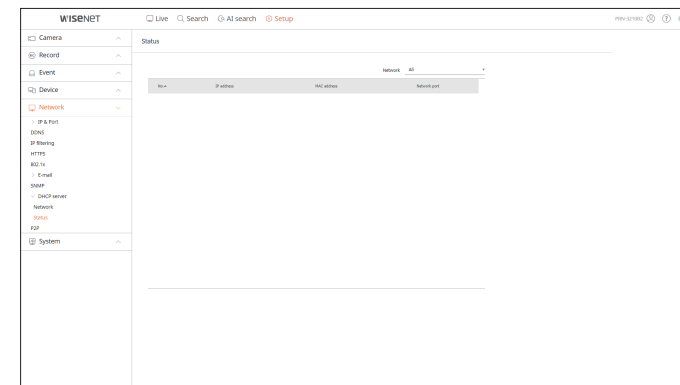 WISENET
Live Search AI search Setup
Camera
Record
Event
Device
Network
IP & Port
DDNS
IP filtering
HTTPS
802.1x
E-mail
SNMP
DHCP server
Network
Status
P2P
System
Status
Network All
No. IP address MAC address Network port